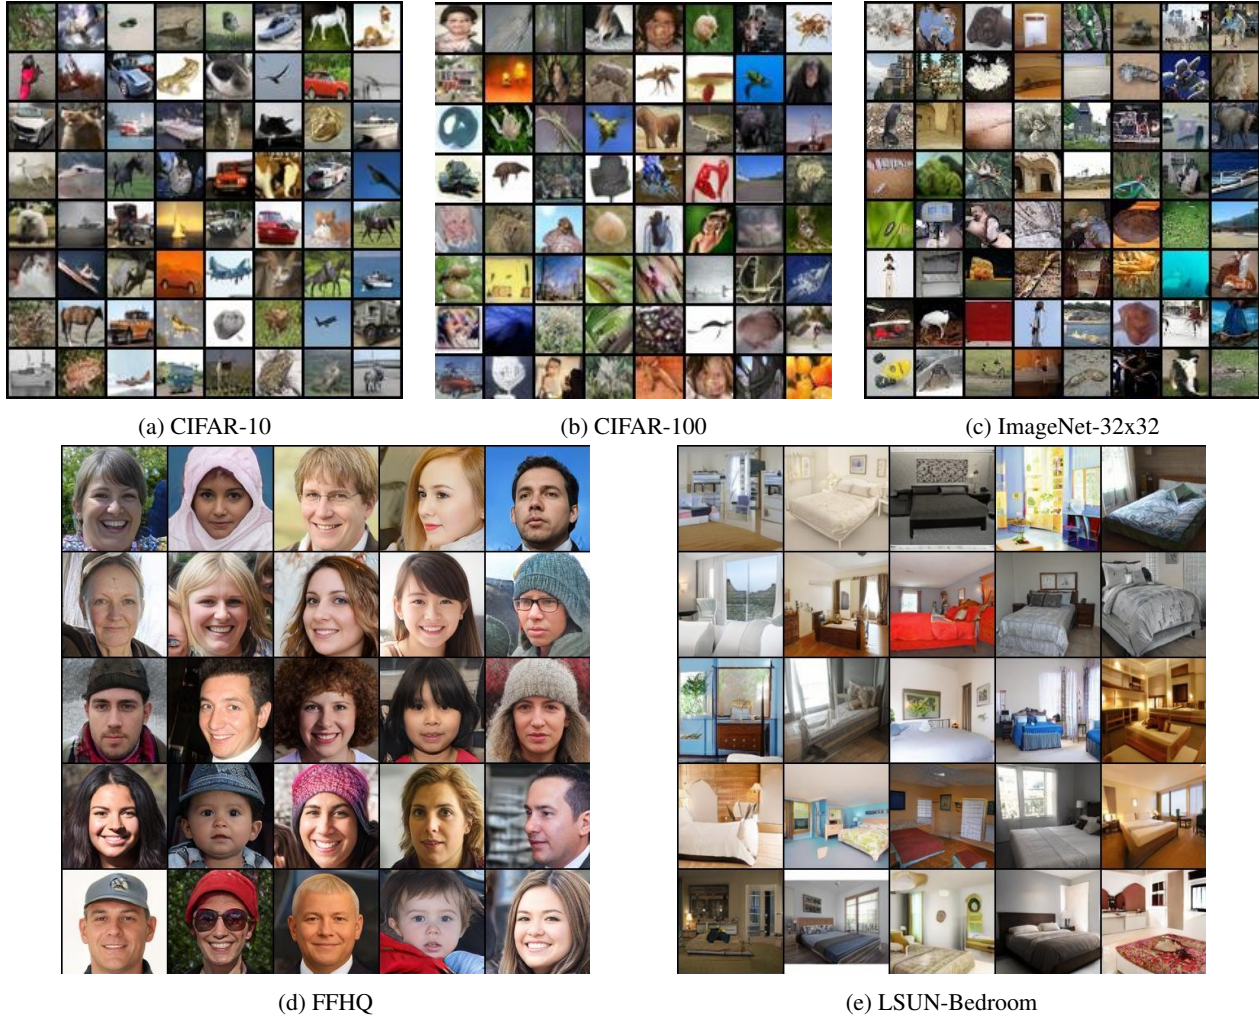 (a) CIFAR-10
(b) CIFAR-100
(c) ImageNet-32x32
(d) FFHQ
(e) LSUN-Bedroom